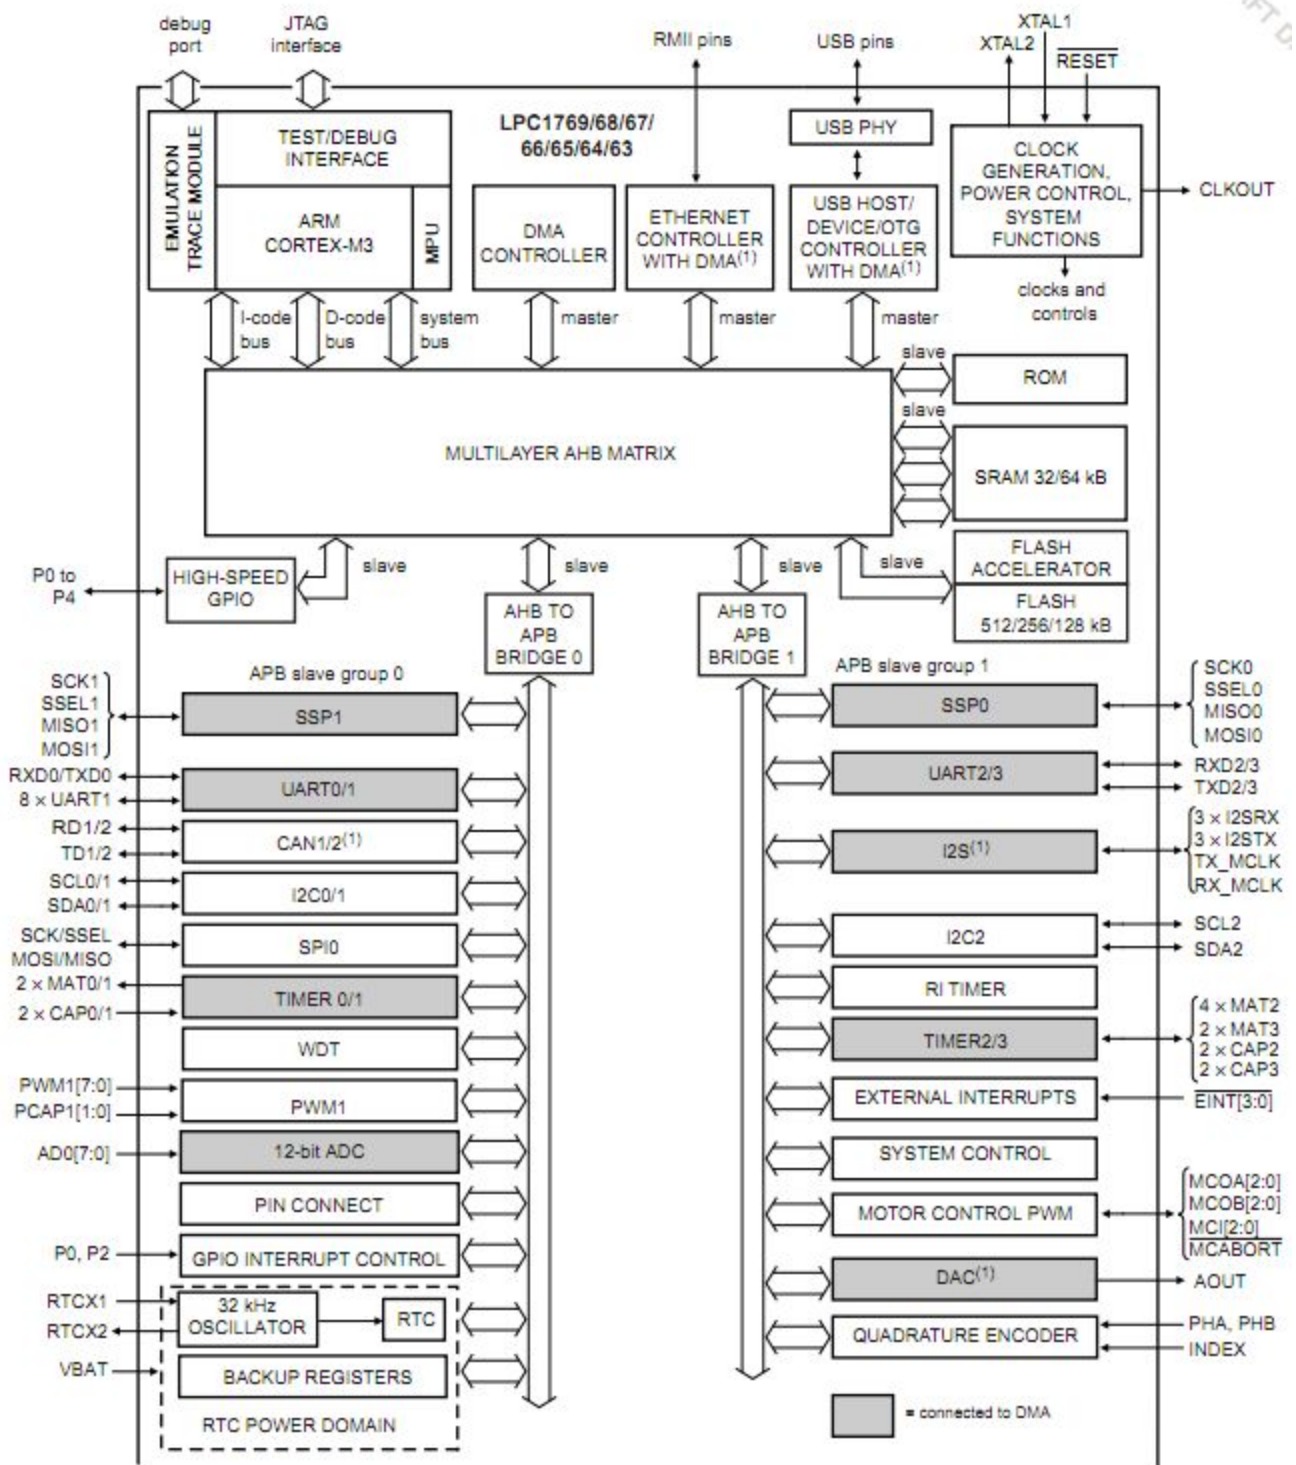 debug
port
JTAG
interface
RMII pins
USB pins
XTAL1
XTAL2
RESET
EMULATION
TRACE MODULE
TEST/DEBUG
INTERFACE
ARM
CORTEX-M3
MPU
LPC1769/68/67/
66/65/64/63
DMA
CONTROLLER
ETHERNET
CONTROLLER
WITH DMA(1)
USB PHY
USB HOST/
DEVICE/OTG
CONTROLLER
WITH DMA(1)
CLOCK
GENERATION,
POWER CONTROL,
SYSTEM
FUNCTIONS
CLKOUT
clocks and
controls
I-code
bus
D-code
bus
system
bus
master
master
master
slave
ROM
slave
MULTILAYER AHB MATRIX
SRAM 32/64 kB
P0 to
P4
HIGH-SPEED
GPIO
slave
slave
slave
slave
FLASH
ACCELERATOR
FLASH
512/256/128 kB
AHB TO
APB
BRIDGE 0
AHB TO
APB
BRIDGE 1
APB slave group 0
SCK1
SSEL1
MISO1
MOSI1
SSP1
RXD0/TXD0
8 × UART1
UART0/1
RD1/2
TD1/2
CAN1/2(1)
SCL0/1
SDA0/1
I2C0/1
SCK/SSEL
MOSI/MISO
SPI0
2 × MAT0/1
2 × CAP0/1
TIMER 0/1
WDT
PWM1[7:0]
PCAP1[1:0]
PWM1
AD0[7:0]
12-bit ADC
PIN CONNECT
P0, P2
GPIO INTERRUPT CONTROL
RTCX1
RTCX2
32 kHz
OSCILLATOR
RTC
VBAT
BACKUP REGISTERS
RTC POWER DOMAIN
APB slave group 1
SSP0
SCK0
SSEL0
MISO0
MOSI0
UART2/3
RXD2/3
TXD2/3
I2S(1)
3 × I2SRX
3 × I2STX
TX_MCLK
RX_MCLK
I2C2
SCL2
SDA2
RI TIMER
TIMER2/3
4 × MAT2
2 × MAT3
2 × CAP2
2 × CAP3
EXTERNAL INTERRUPTS
EINT[3:0]
SYSTEM CONTROL
MOTOR CONTROL PWM
MCOA[2:0]
MCOB[2:0]
MCI[2:0]
MCABORT
DAC(1)
AOUT
QUADRATURE ENCODER
PHA, PHB
INDEX
= connected to DMA